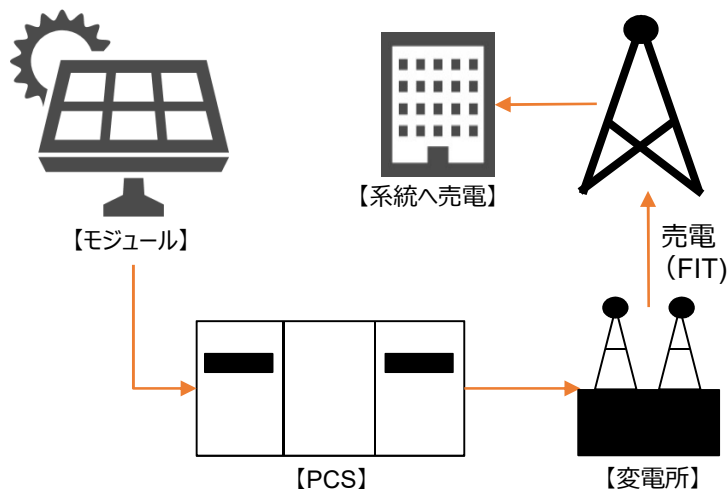 【系統へ売電】
【モジュール】
売電
（FIT)
【PCS】
【変電所】